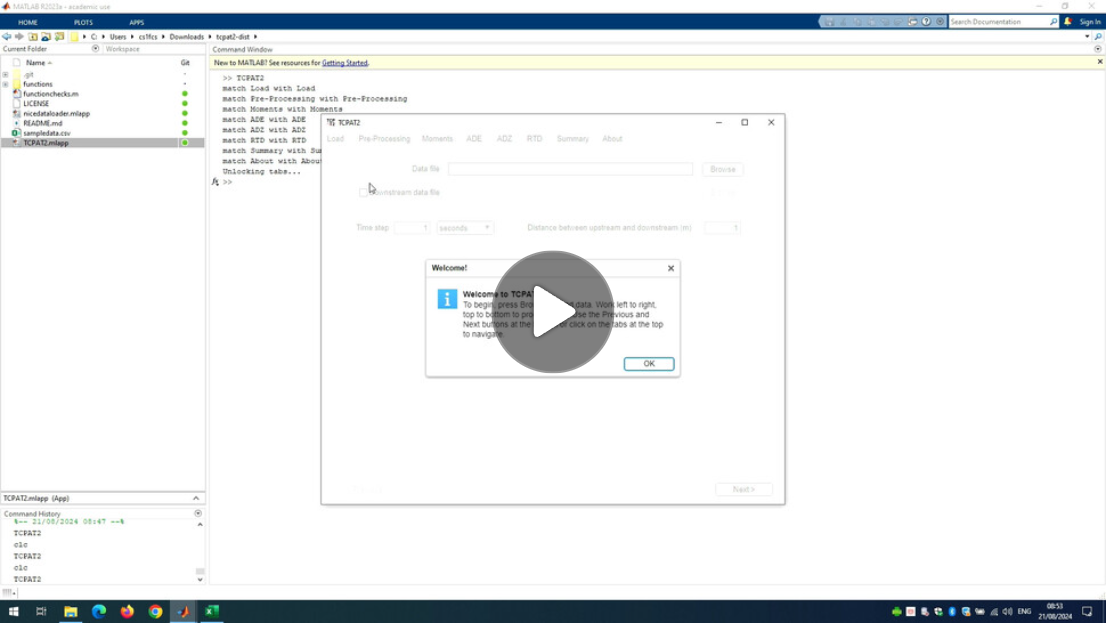 MATLAB R2023a - academic use
HOME PLOTS APPS
Search Documentation
Sign In
C: Users cs1fcs Downloads tcpat2-dist
Current Folder
Workspace
Command Window
Name
Git
New to MATLAB? See resources for Getting Started.
.git
functions
functionchecks.m
LICENSE
nicedataloader.mlapp
README.md
sampledata.csv
TCPAT2.mlapp
>> TCPAT2
match Load with Load
match Pre-Processing with Pre-Processing
match Moments with Moments
match ADE with ADE
match ADZ with ADZ
match RTD with RTD
match Summary with Su
match About with Abou
Unlocking tabs...
fx >>
TCPAT2
Load Pre-Processing Moments ADE ADZ RTD Summary About
Data file
Browse
Downstream data file
Time step 1 seconds
Distance between upstream and downstream (m) 1
Welcome!
Welcome to TCPAT
To begin, press data. Work left to right,
top to bottom to use the Previous and
Next buttons at the or click on the tabs at the top
to navigate
OK
Next >
TCPAT2.mlapp (App)
Command History
%-- 21/08/2024 08:47 --%
TCPAT2
clc
TCPAT2
clc
TCPAT2
ENG
08:53
21/08/2024